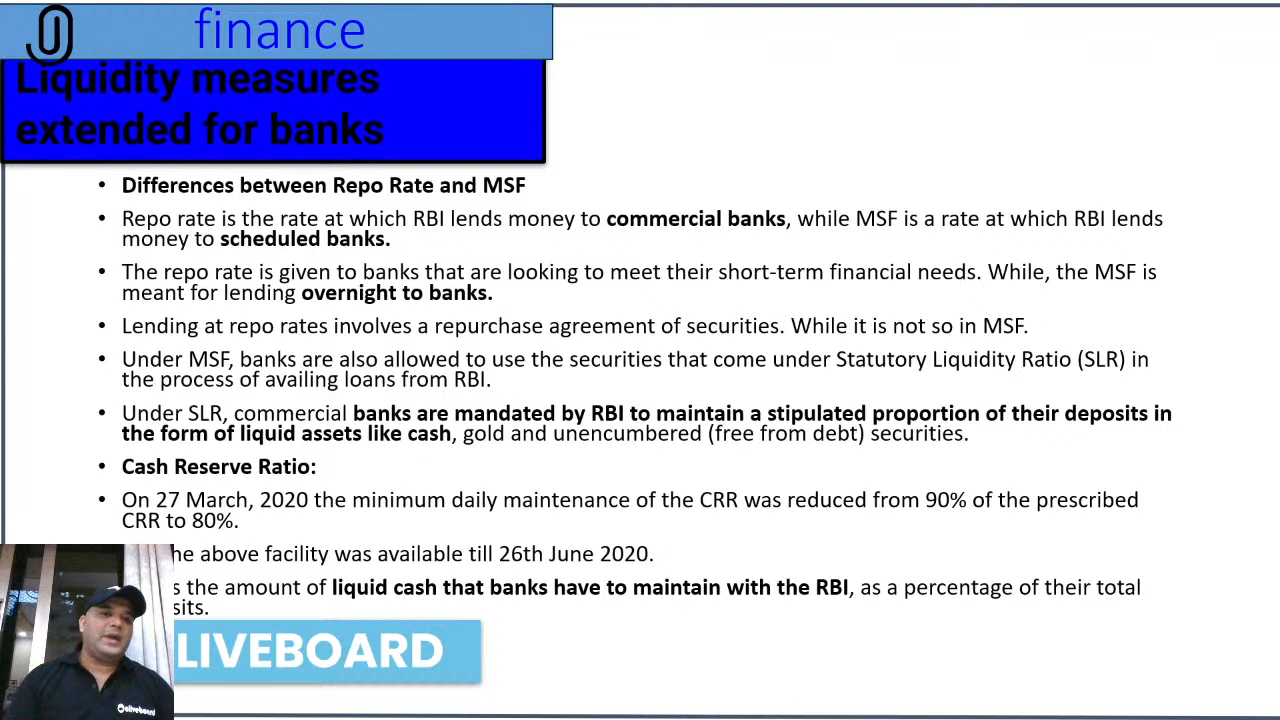 finance
Liquidity measures
extended for banks
• Differences between Repo Rate and MSF
• Repo rate is the rate at which RBI lends money to commercial banks, while MSF is a rate at which RBI lends
money to scheduled banks.
• The repo rate is given to banks that are looking to meet their short-term financial needs. While, the MSF is
meant for lending overnight to banks.
• Lending at repo rates involves a repurchase agreement of securities. While it is not so in MSF.
• Under MSF, banks are also allowed to use the securities that come under Statutory Liquidity Ratio (SLR) in
the process of availing loans from RBI.
• Under SLR, commercial banks are mandated by RBI to maintain a stipulated proportion of their deposits in
the form of liquid assets like cash, gold and unencumbered (free from debt) securities.
• Cash Reserve Ratio:
• On 27 March, 2020 the minimum daily maintenance of the CRR was reduced from 90% of the prescribed
CRR to 80%.
he above facility was available till 26th June 2020.
s the amount of liquid cash that banks have to maintain with the RBI, as a percentage of their total
sits.
LIVEBOARD
oliveboard